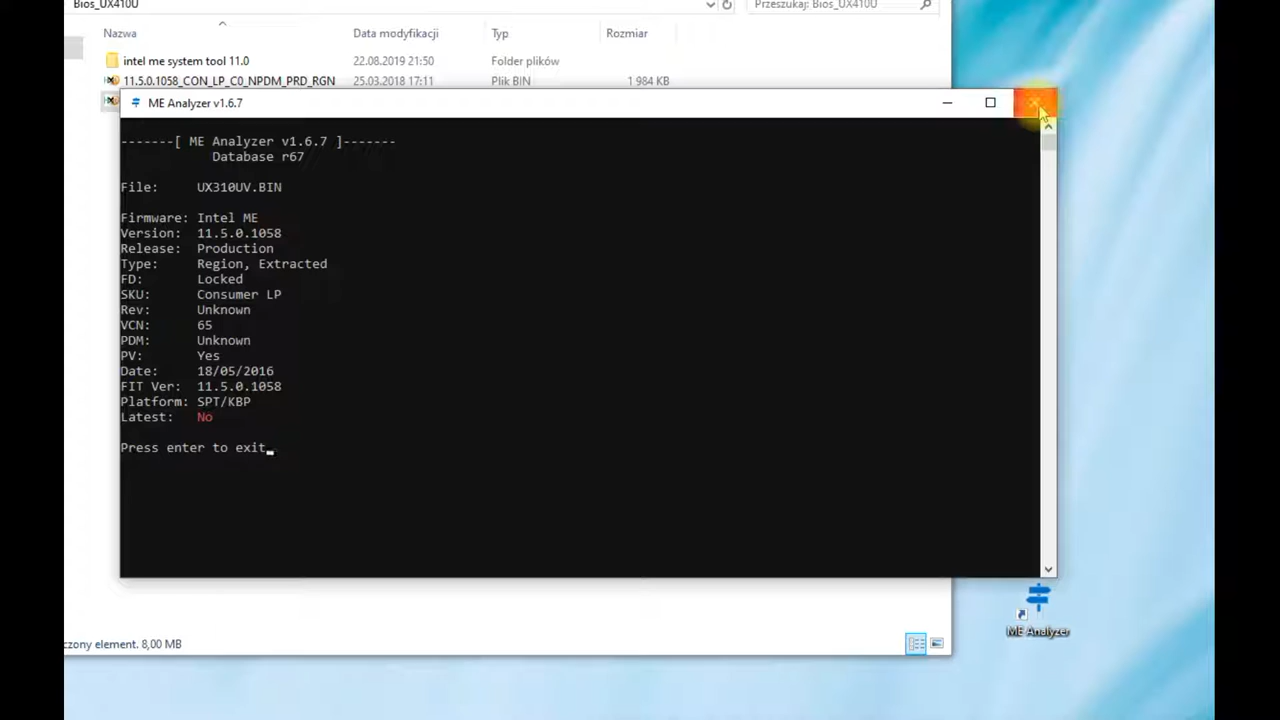 Bios_UX410U
Przeszukaj: Bios_UX410U
Nazwa Data modyfikacji Typ Rozmiar
intel me system tool 11.0 22.08.2019 21:50 Folder plików
11.5.0.1058_CON_LP_C0_NPDM_PRD_RGN 25.03.2018 17:11 Plik BIN 1 984 KB
ME Analyzer v1.6.7
-------[ ME Analyzer v1.6.7 ]-------
Database r67
File: UX310UV.BIN
Firmware: Intel ME
Version: 11.5.0.1058
Release: Production
Type: Region, Extracted
FD: Locked
SKU: Consumer LP
Rev: Unknown
VCN: 65
PDM: Unknown
PV: Yes
Date: 18/05/2016
FIT Ver: 11.5.0.1058
Platform: SPT/KBP
Latest: No
Press enter to exit
ME Analyzer
czony element. 8,00 MB